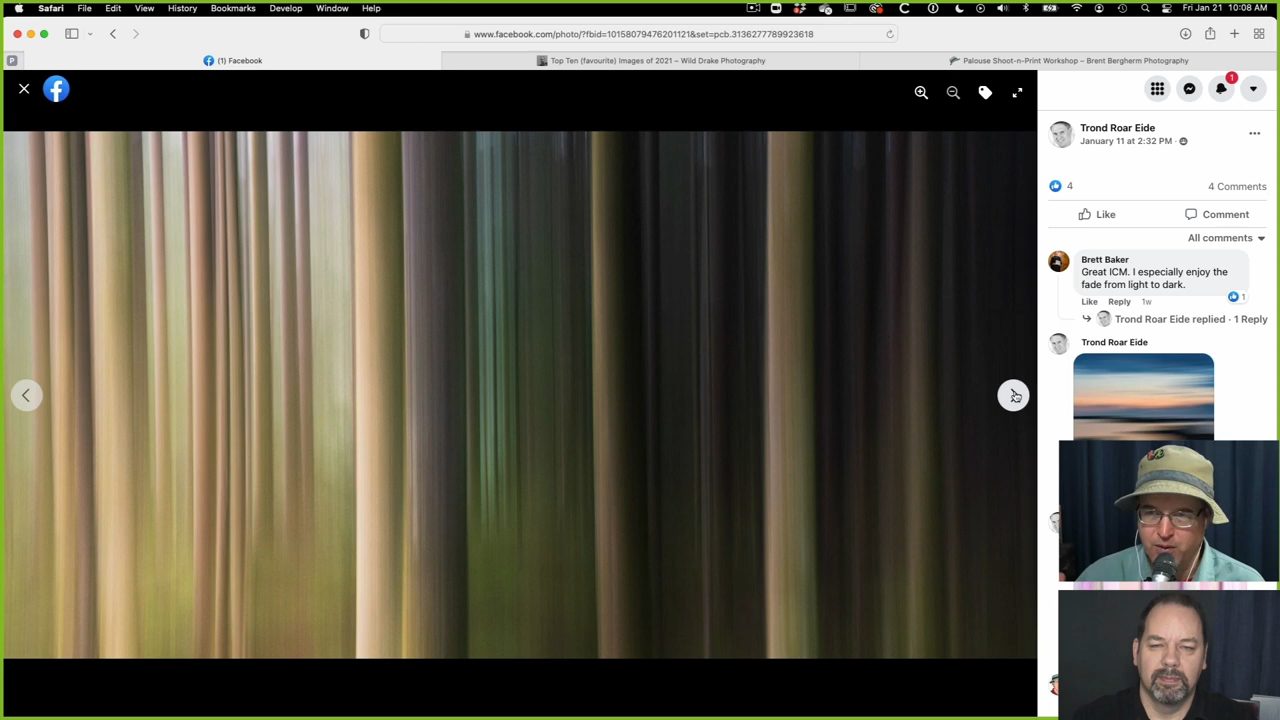 Safari File Edit View History Bookmarks Develop Window Help
Fri Jan 21 10:08 AM
www.facebook.com/photo/?fbid=10158079476201121&set=pcb.3136277789923618
P
(1) Facebook
Top Ten (favourite) Images of 2021 – Wild Drake Photography
Palouse Shoot-n-Print Workshop – Brent Bergherm Photography
1
Trond Roar Eide
January 11 at 2:32 PM ·
4
4 Comments
Like
Comment
All comments
Brett Baker
Great ICM. I especially enjoy the
fade from light to dark.
1
Like Reply 1w
Trond Roar Eide replied · 1 Reply
Trond Roar Eide